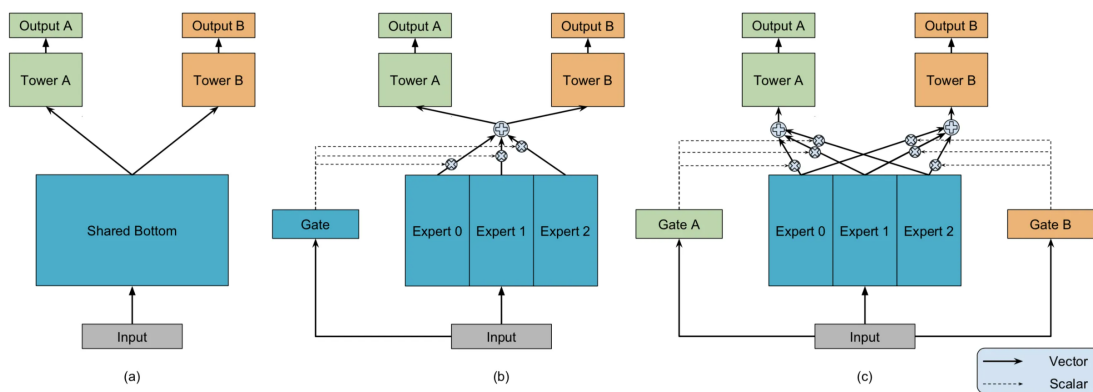 Output A
Output B
Tower A
Tower B
Shared Bottom
Input
(a)
Output A
Output B
Tower A
Tower B
Gate
Expert 0
Expert 1
Expert 2
Input
(b)
Output A
Output B
Tower A
Tower B
Gate A
Expert 0
Expert 1
Expert 2
Gate B
Input
(c)
Vector
Scalar